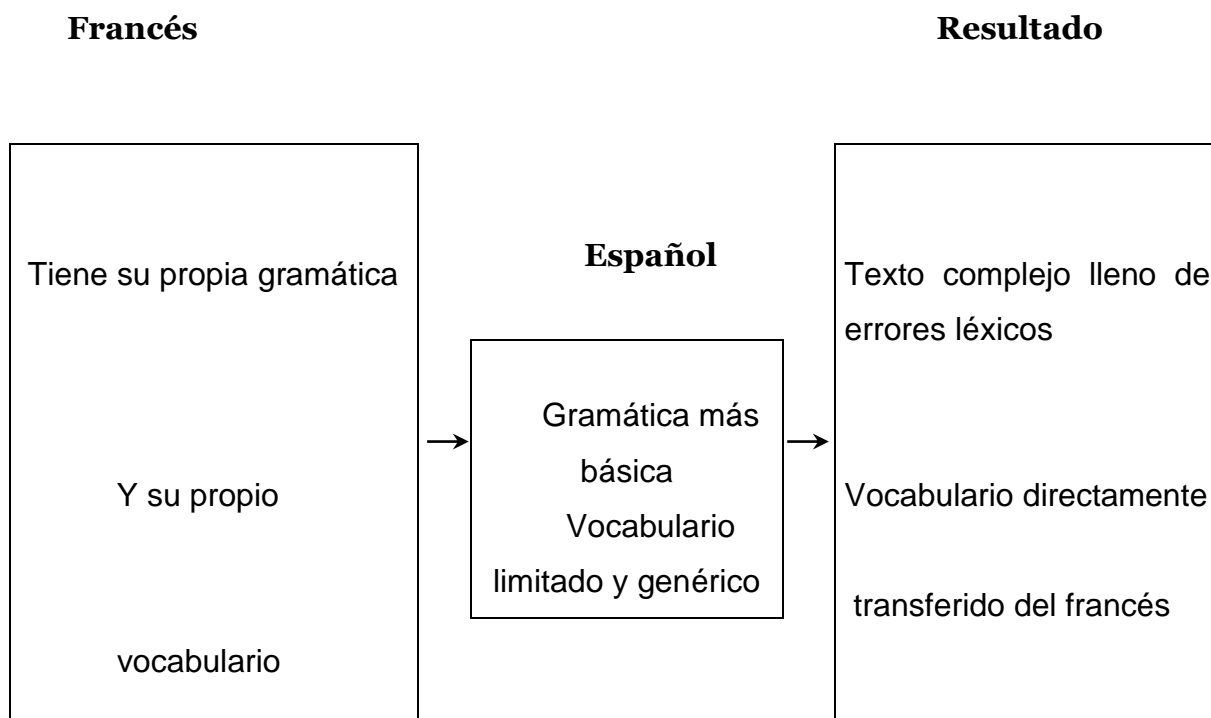 Francés
Resultado
Tiene su propia gramática
Y su propio
vocabulario
Español
Gramática más
básica
Vocabulario
limitado y genérico
Texto complejo lleno de
errores léxicos
Vocabulario directamente
transferido del francés